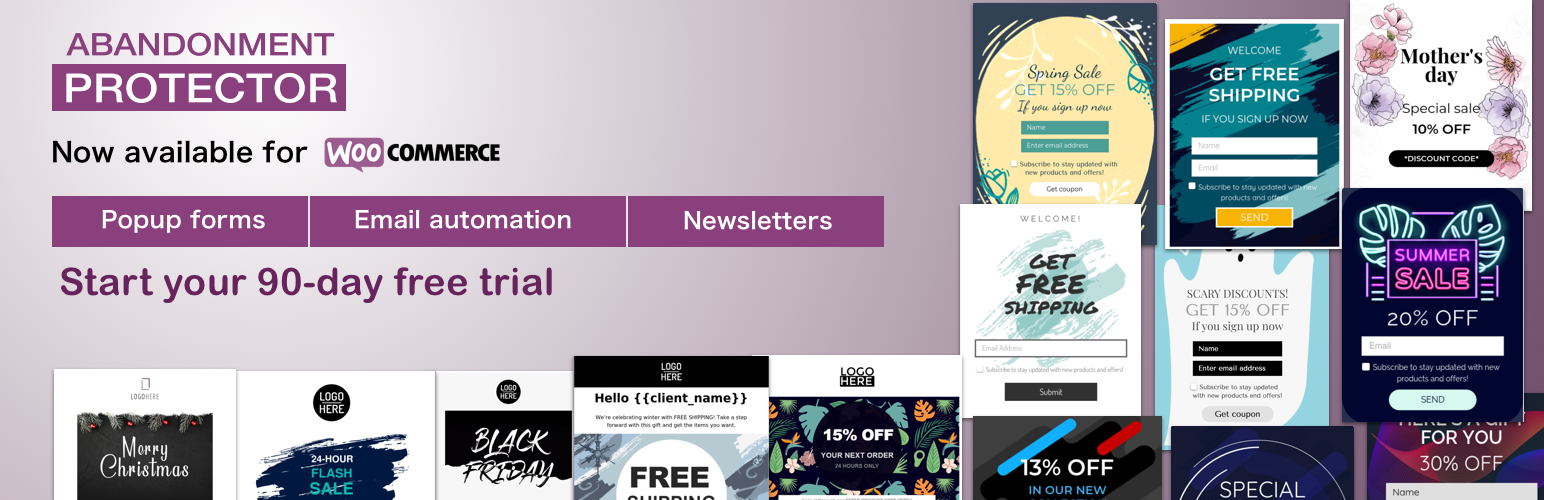 ABANDONMENT
PROTECTOR
Now available for WOO COMMERCE
Popup forms
Email automation
Newsletters
Start your 90-day free trial
LOGOHERE
Merry
Christmas
LOGO
HERE
24-HOUR
FLASH
SALE
LOGO
HERE
BLACK
FRIDAY
LOGO
HERE
Hello {{client_name}}
We're celebrating winter with FREE SHIPPING! Take a step
forward with this gift and get the items you want.
FREE
SHIPPING
LOGO
HERE
15% OFF
YOUR NEXT ORDER
24 HOURS ONLY
Spring Sale
GET 15% OFF
If you sign up now
Name
Enter email address
Subscribe to stay updated with
new products and offers!
Get coupon
WELCOME
GET FREE
SHIPPING
IF YOU SIGN UP NOW
Name
Email
Subscribe to stay updated with new
products and offers!
SEND
Mother's
day
Special sale
10% OFF
*DISCOUNT CODE*
WELCOME!
GET
FREE
SHIPPING
Email Address
Subscribe to stay updated with new products and offers!
Submit
SCARY DISCOUNTS!
GET 15% OFF
If you sign up now
Name
Enter email address
Subscribe to stay updated
with new products and offers!
Get coupon
SUMMER
SALE
20% OFF
Email
Subscribe to stay updated with new
products and offers!
SEND
13% OFF
IN OUR NEW
SPECIAL
HERE'S A GIFT
FOR YOU
30% OFF
Name